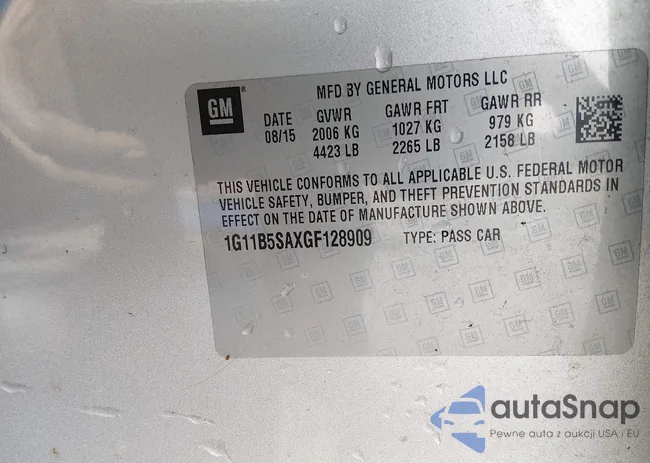 GM
MFD BY GENERAL MOTORS LLC
DATE GVWR GAWR FRT GAWR RR
08/15 2006 KG 1027 KG 979 KG
4423 LB 2265 LB 2158 LB
THIS VEHICLE CONFORMS TO ALL APPLICABLE U.S. FEDERAL MOTOR
VEHICLE SAFETY, BUMPER, AND THEFT PREVENTION STANDARDS IN
EFFECT ON THE DATE OF MANUFACTURE SHOWN ABOVE.
1G11B5SAXGF128909 TYPE: PASS CAR
autaSnap
Pewne auta z aukcji USA i EU